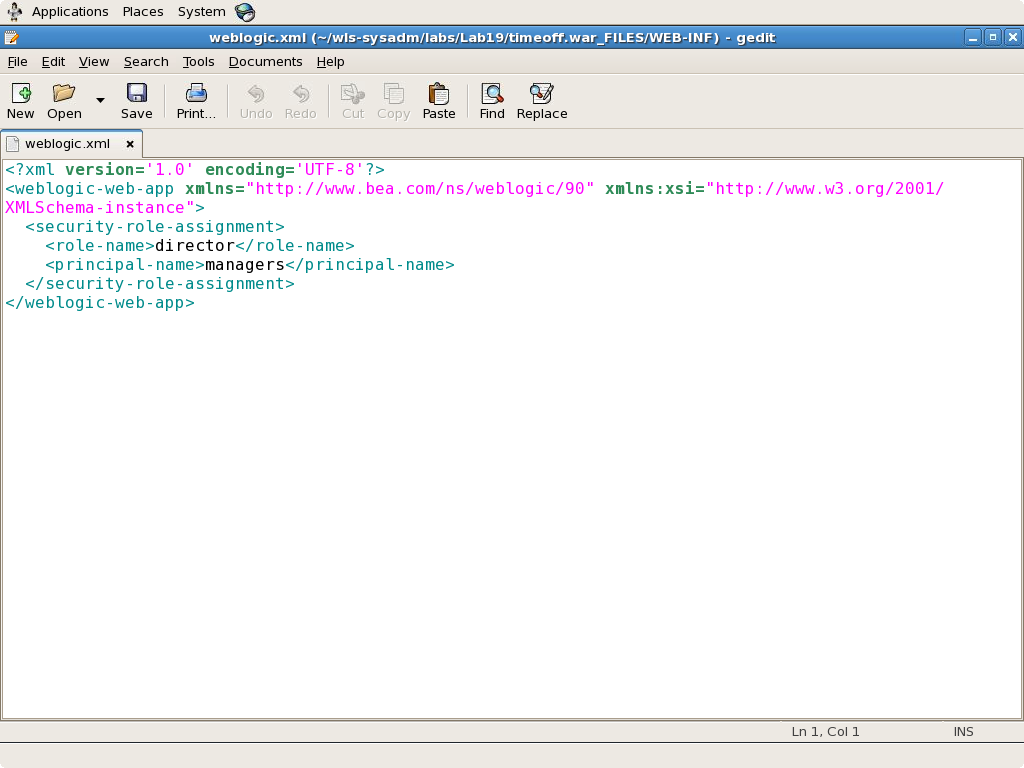 Applications Places System
weblogic.xml (~/wls-sysadm/labs/Lab19/timeoff.war_FILES/WEB-INF) - gedit
File Edit View Search Tools Documents Help
New Open Save Print... Undo Redo Cut Copy Paste Find Replace
weblogic.xml
<?xml version='1.0' encoding='UTF-8'?>
<weblogic-web-app xmlns="http://www.bea.com/ns/weblogic/90" xmlns:xsi="http://www.w3.org/2001/
XMLSchema-instance">
  <security-role-assignment>
    <role-name>director</role-name>
    <principal-name>managers</principal-name>
  </security-role-assignment>
</weblogic-web-app>
Ln 1, Col 1 INS